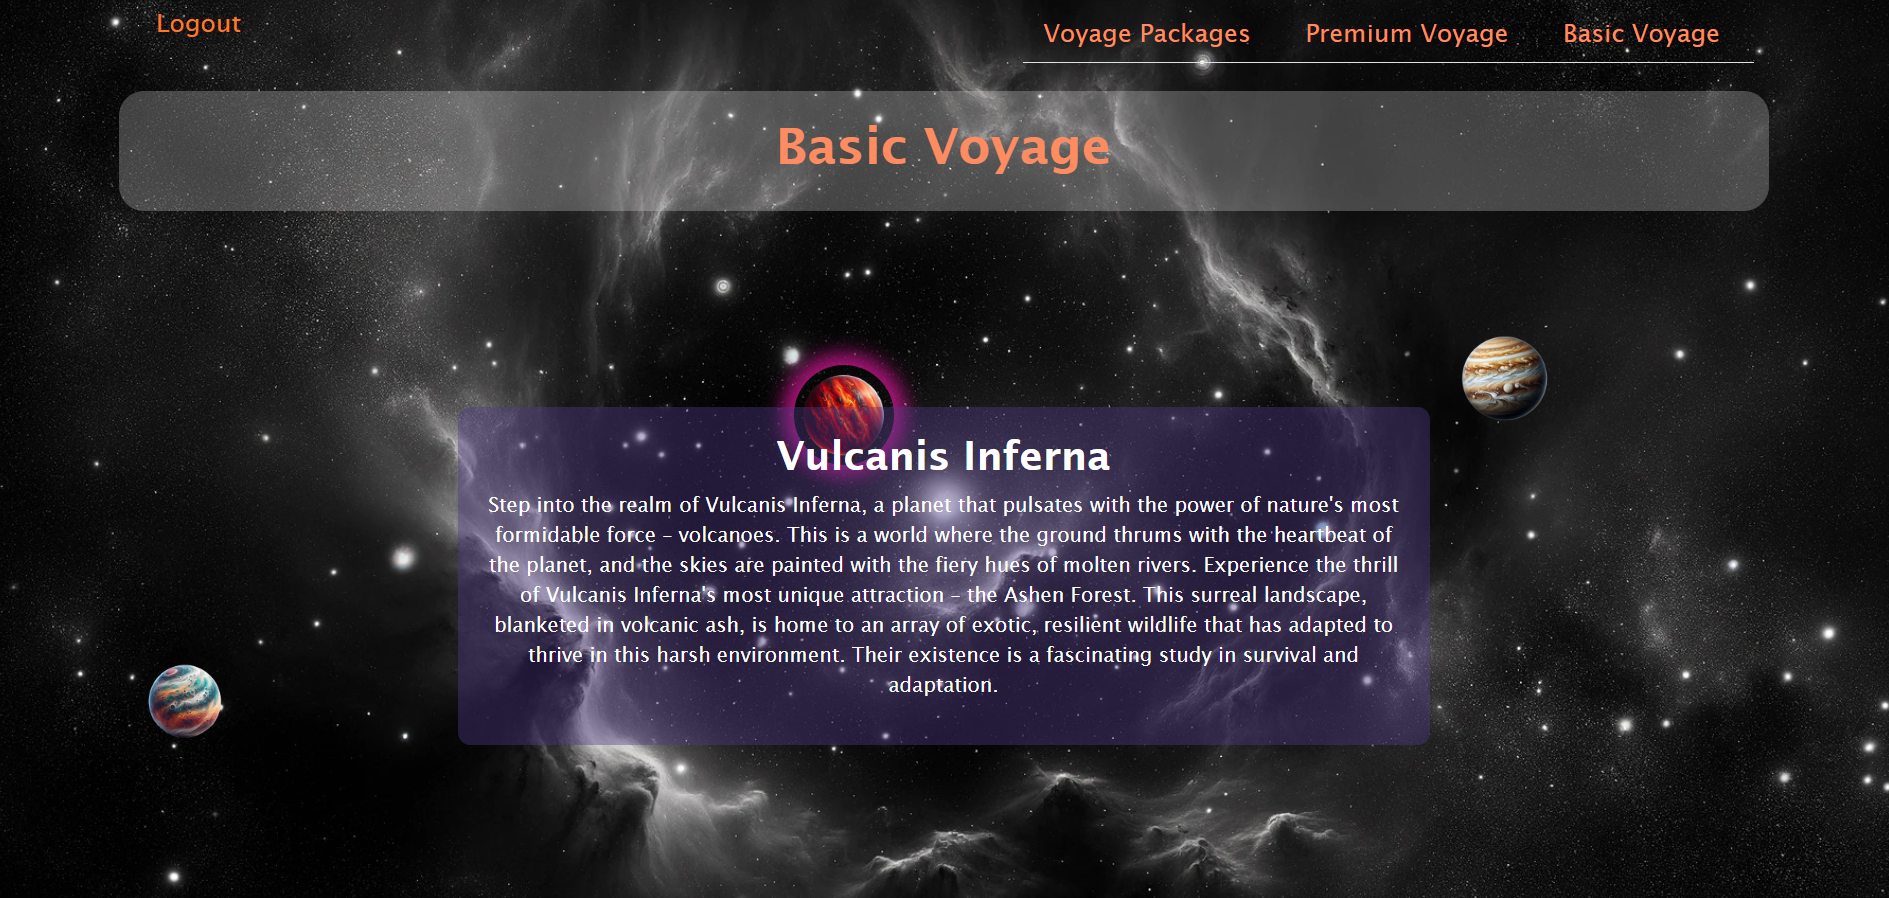 Logout
Voyage Packages Premium Voyage Basic Voyage
Basic Voyage
Vulcanis Inferna
Step into the realm of Vulcanis Inferna, a planet that pulsates with the power of nature's most
formidable force – volcanoes. This is a world where the ground thrums with the heartbeat of
the planet, and the skies are painted with the fiery hues of molten rivers. Experience the thrill
of Vulcanis Inferna's most unique attraction – the Ashen Forest. This surreal landscape,
blanketed in volcanic ash, is home to an array of exotic, resilient wildlife that has adapted to
thrive in this harsh environment. Their existence is a fascinating study in survival and
adaptation.